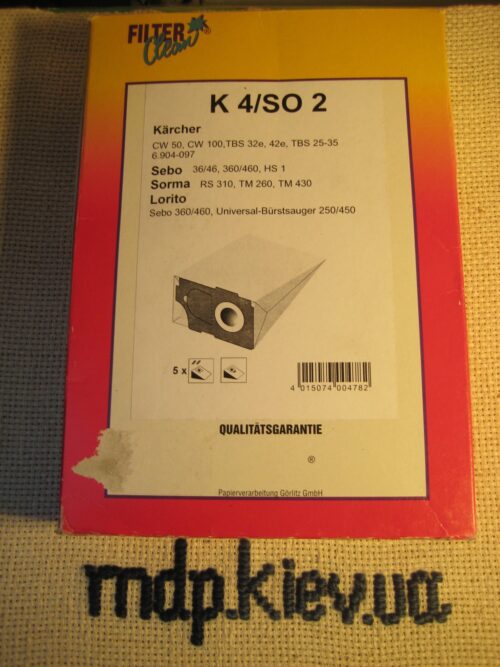 FILTER
Clean ®
K 4/SO 2
Kärcher
CW 50, CW 100,TBS 32e, 42e, TBS 25-35
6.904-097
Sebo 36/46, 360/460, HS 1
Sorma RS 310, TM 260, TM 430
Lorito
Sebo 360/460, Universal-Bürstsauger 250/450
5 x
4 015074 004782
QUALITÄTSGARANTIE
®
Papierverarbeitung Görlitz GmbH
mdp.kiev.ua